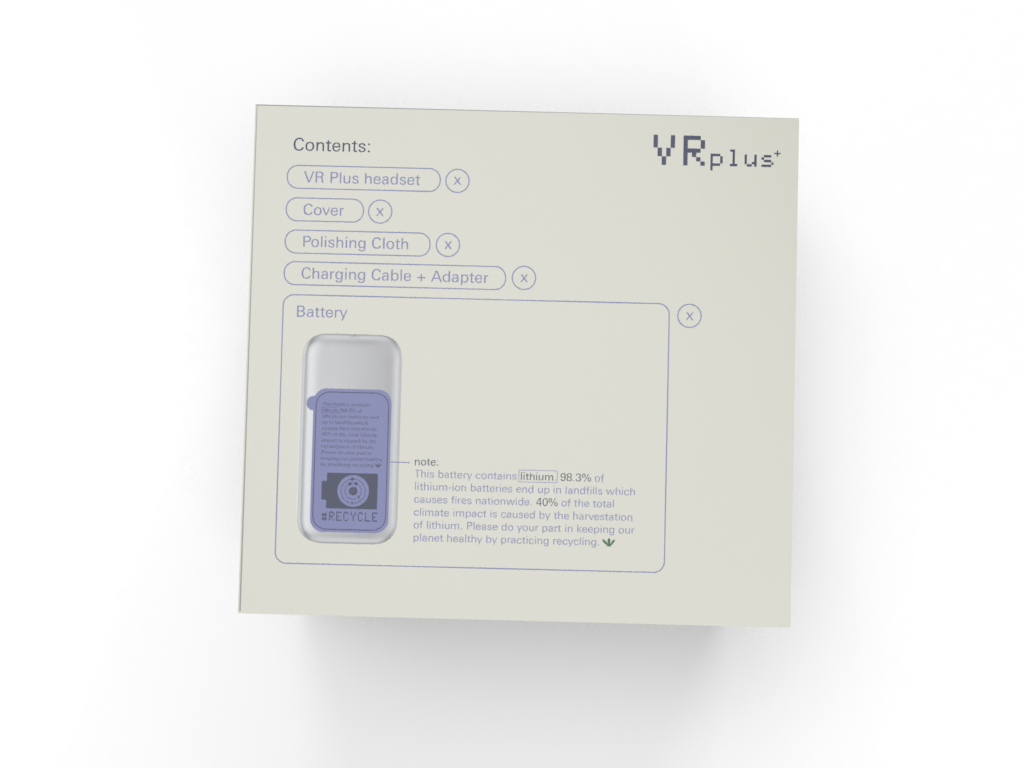 VRplus+
Contents:
VR Plus headset x
Cover x
Polishing Cloth x
Charging Cable + Adapter x
Battery x
#RECYCLE
note:
This battery contains lithium. 98.3% of
lithium-ion batteries end up in landfills which
causes fires nationwide. 40% of the total
climate impact is caused by the harvestation
of lithium. Please do your part in keeping our
planet healthy by practicing recycling.